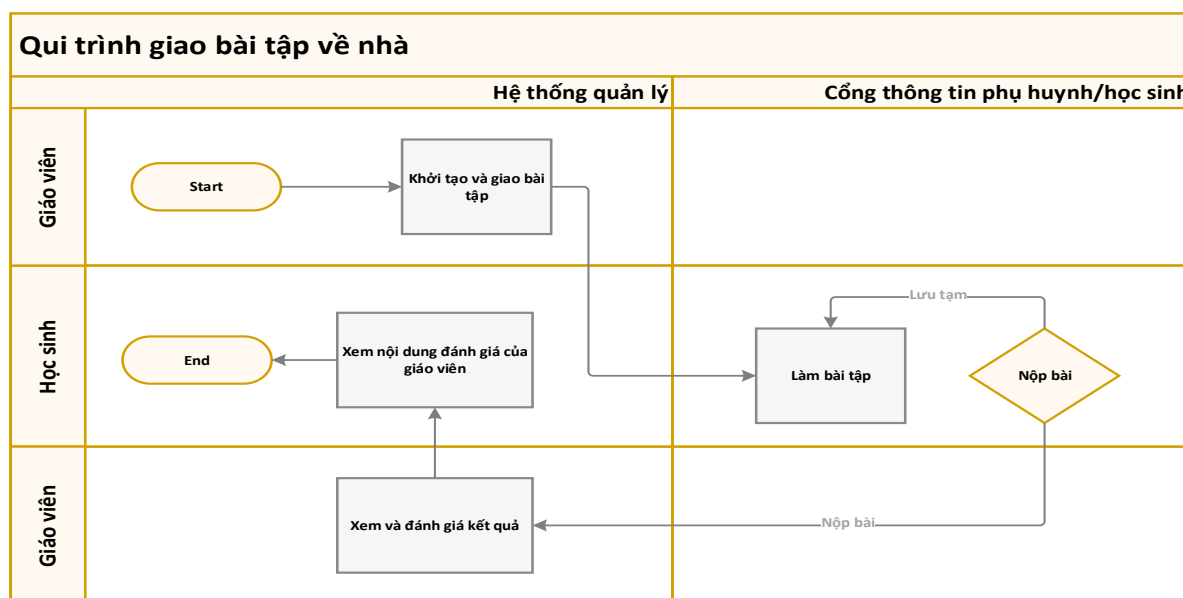 Qui trình giao bài tập về nhà
Hệ thống quản lý
Cổng thông tin phụ huynh/học sinh
Giáo viên
Start
Khởi tạo và giao bài
tập
Học sinh
End
Xem nội dung đánh giá của
giáo viên
Lưu tạm
Làm bài tập
Nộp bài
Giáo viên
Xem và đánh giá kết quả
Nộp bài